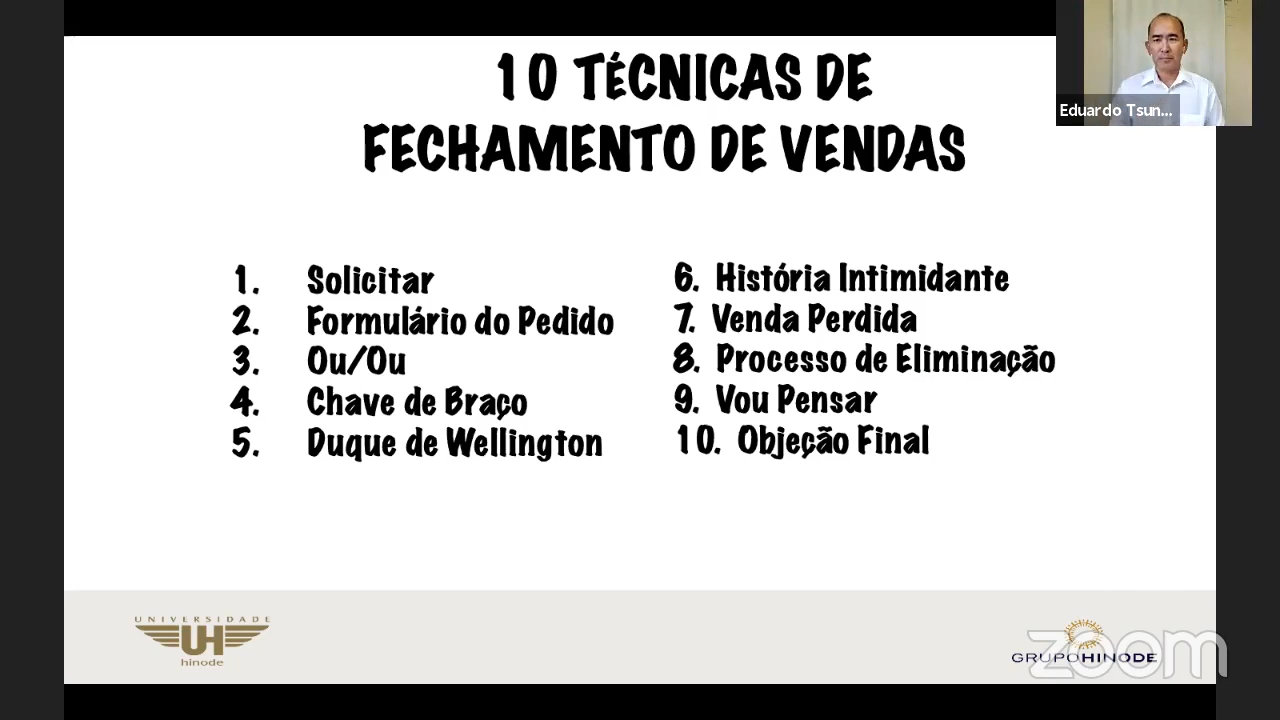 10 TÉCNICAS DE
FECHAMENTO DE VENDAS
Eduardo Tsun...
1. Solicitar
2. Formulário do Pedido
3. Ou/Ou
4. Chave de Braço
5. Duque de Wellington
6. História Intimidante
7. Venda Perdida
8. Processo de Eliminação
9. Vou Pensar
10. Objeção Final
UNIVERSIDADE
UH
hinode
GRUPOHINODE
zoom